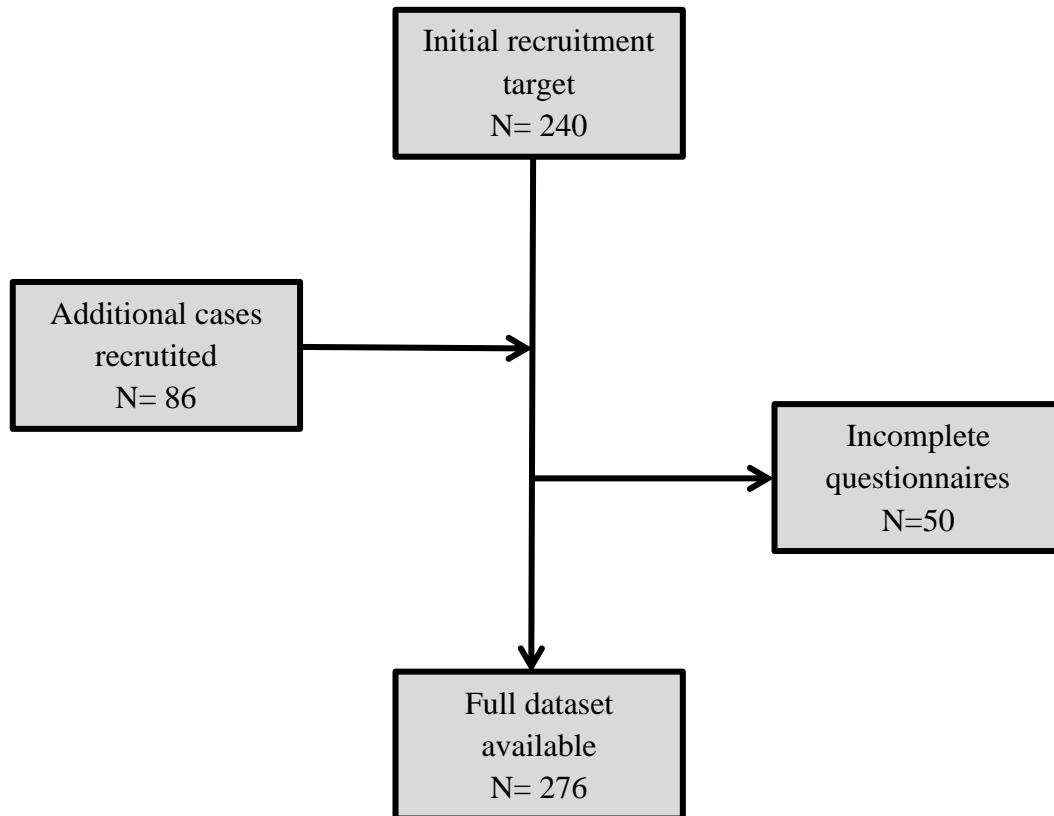 Initial recruitment
target
N= 240
Additional cases
recrutited
N= 86
Incomplete
questionnaires
N=50
Full dataset
available
N= 276